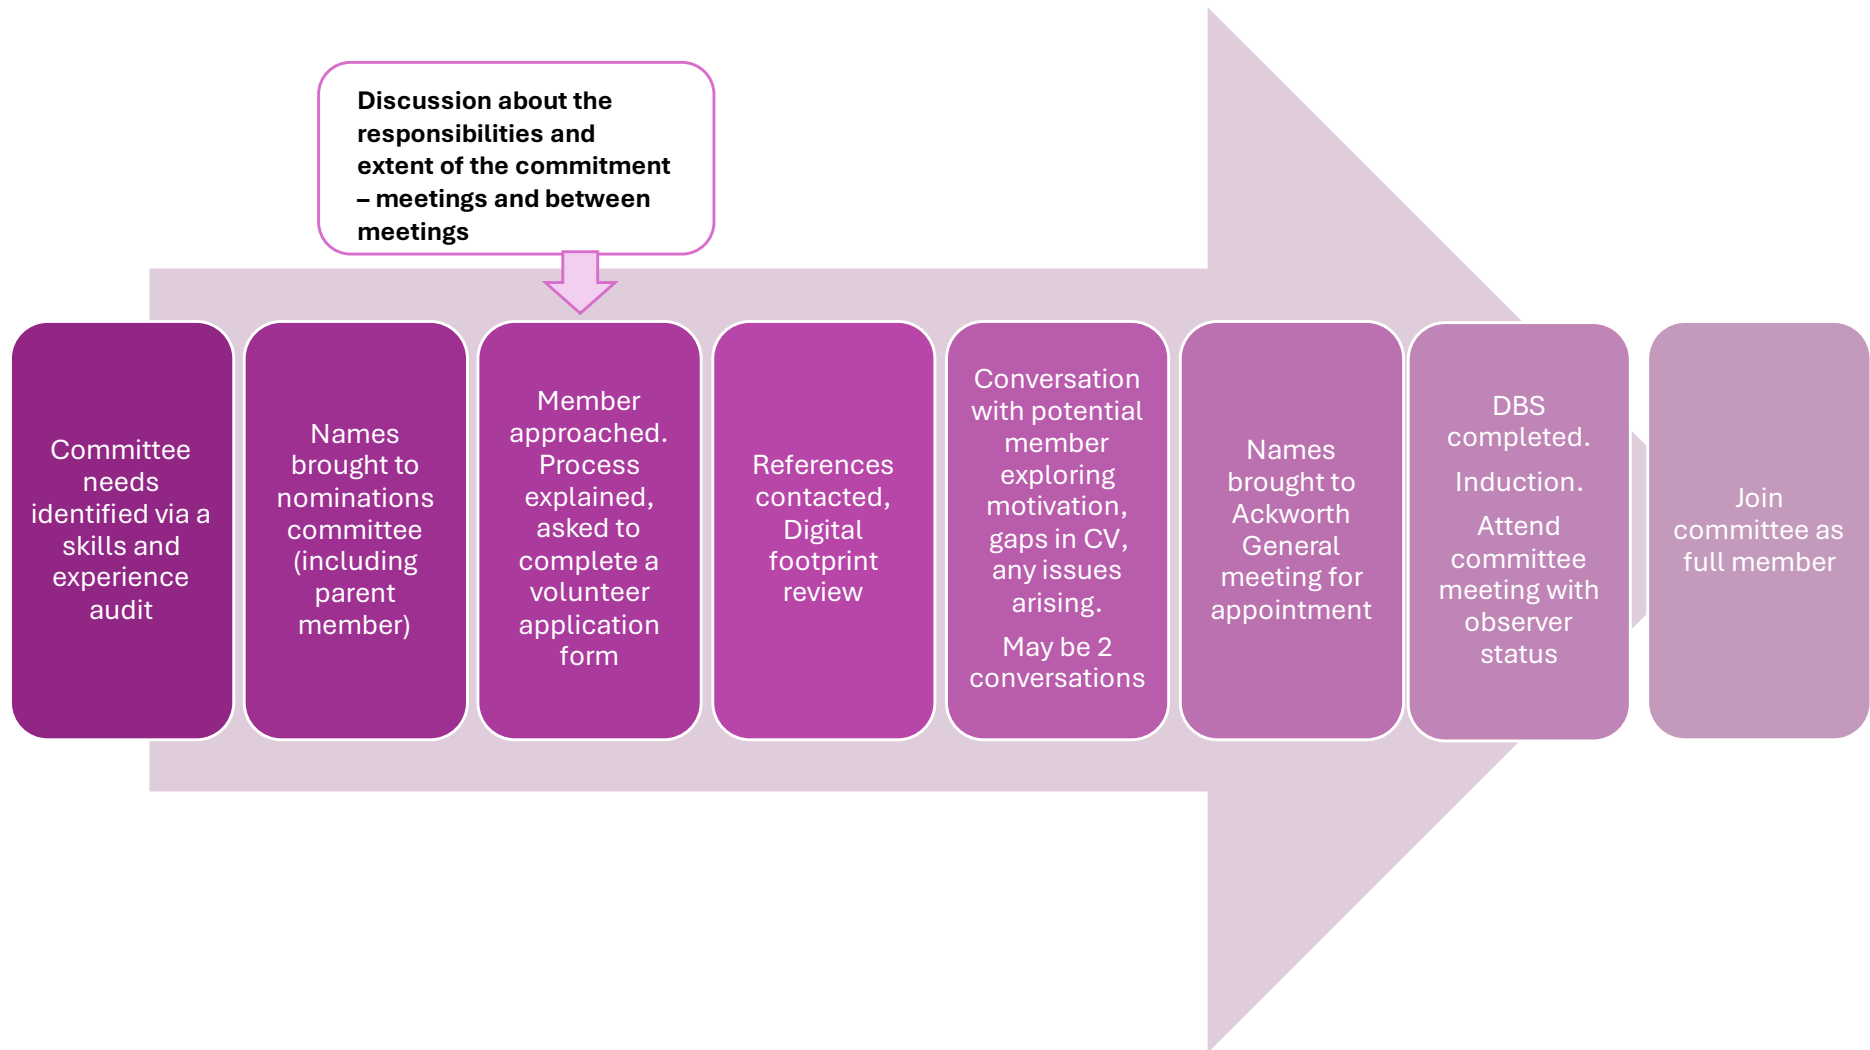 Discussion about the
responsibilities and
extent of the commitment
– meetings and between
meetings
Committee
needs
identified via a
skills and
experience
audit
Names
brought to
nominations
committee
(including
parent
member)
Member
approached.
Process
explained,
asked to
complete a
volunteer
application
form
References
contacted,
Digital
footprint
review
Conversation
with potential
member
exploring
motivation,
gaps in CV,
any issues
arising.
May be 2
conversations
Names
brought to
Ackworth
General
meeting for
appointment
DBS
completed.
Induction.
Attend
committee
meeting with
observer
status
Join
committee as
full member